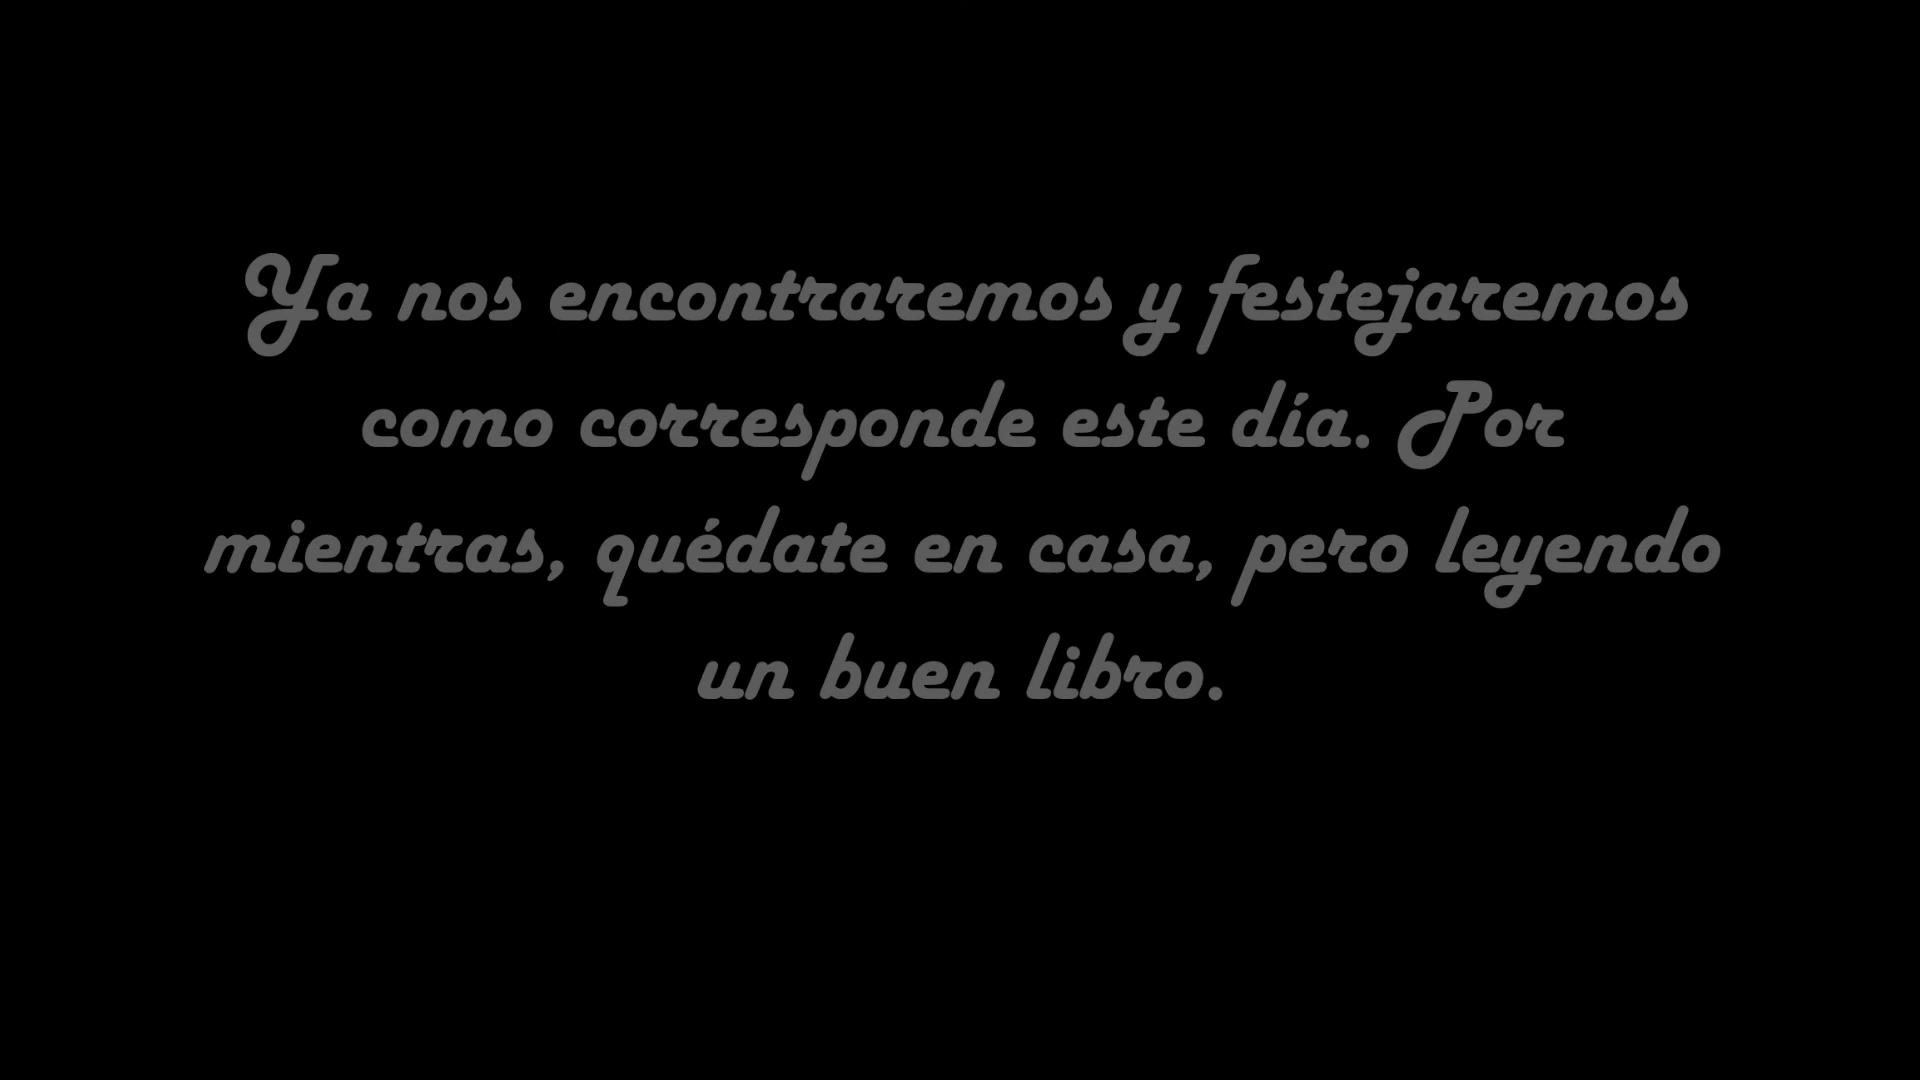 Ya nos encontraremos y festejaremos
como corresponde este día. Por
mientras, quédate en casa, pero leyendo
un buen libro.